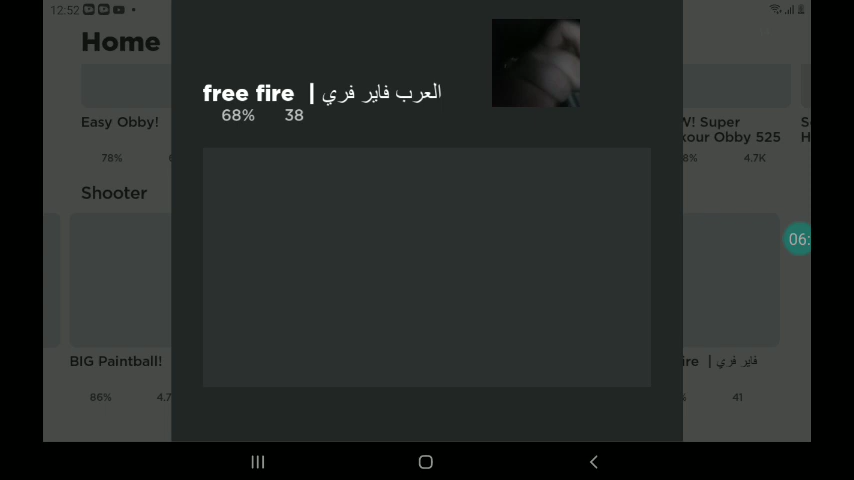 12:52
Home
free fire | العرب فاير فري
68% 38
Easy Obby!
W! Super
kour Obby 525
78%
8%
4.7K
Shooter
06:
BIG Paintball!
ire | فاير فري
86%
4.7
41